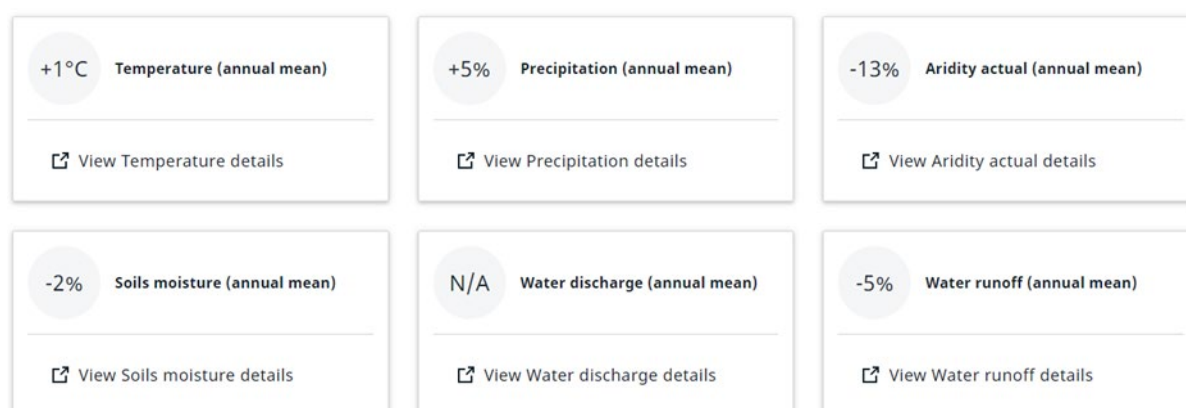 +1°C Temperature (annual mean)
View Temperature details
+5% Precipitation (annual mean)
View Precipitation details
-13% Aridity actual (annual mean)
View Aridity actual details
-2% Soils moisture (annual mean)
View Soils moisture details
N/A Water discharge (annual mean)
View Water discharge details
-5% Water runoff (annual mean)
View Water runoff details